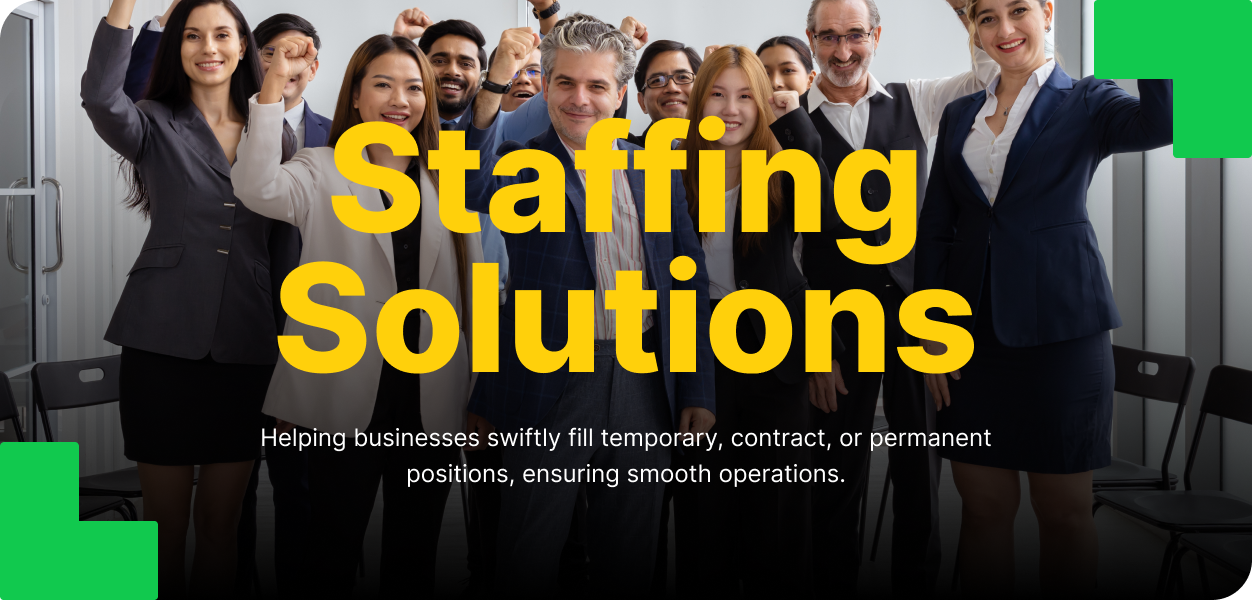 Staffing
Solutions
Helping businesses swiftly fill temporary, contract, or permanent
positions, ensuring smooth operations.